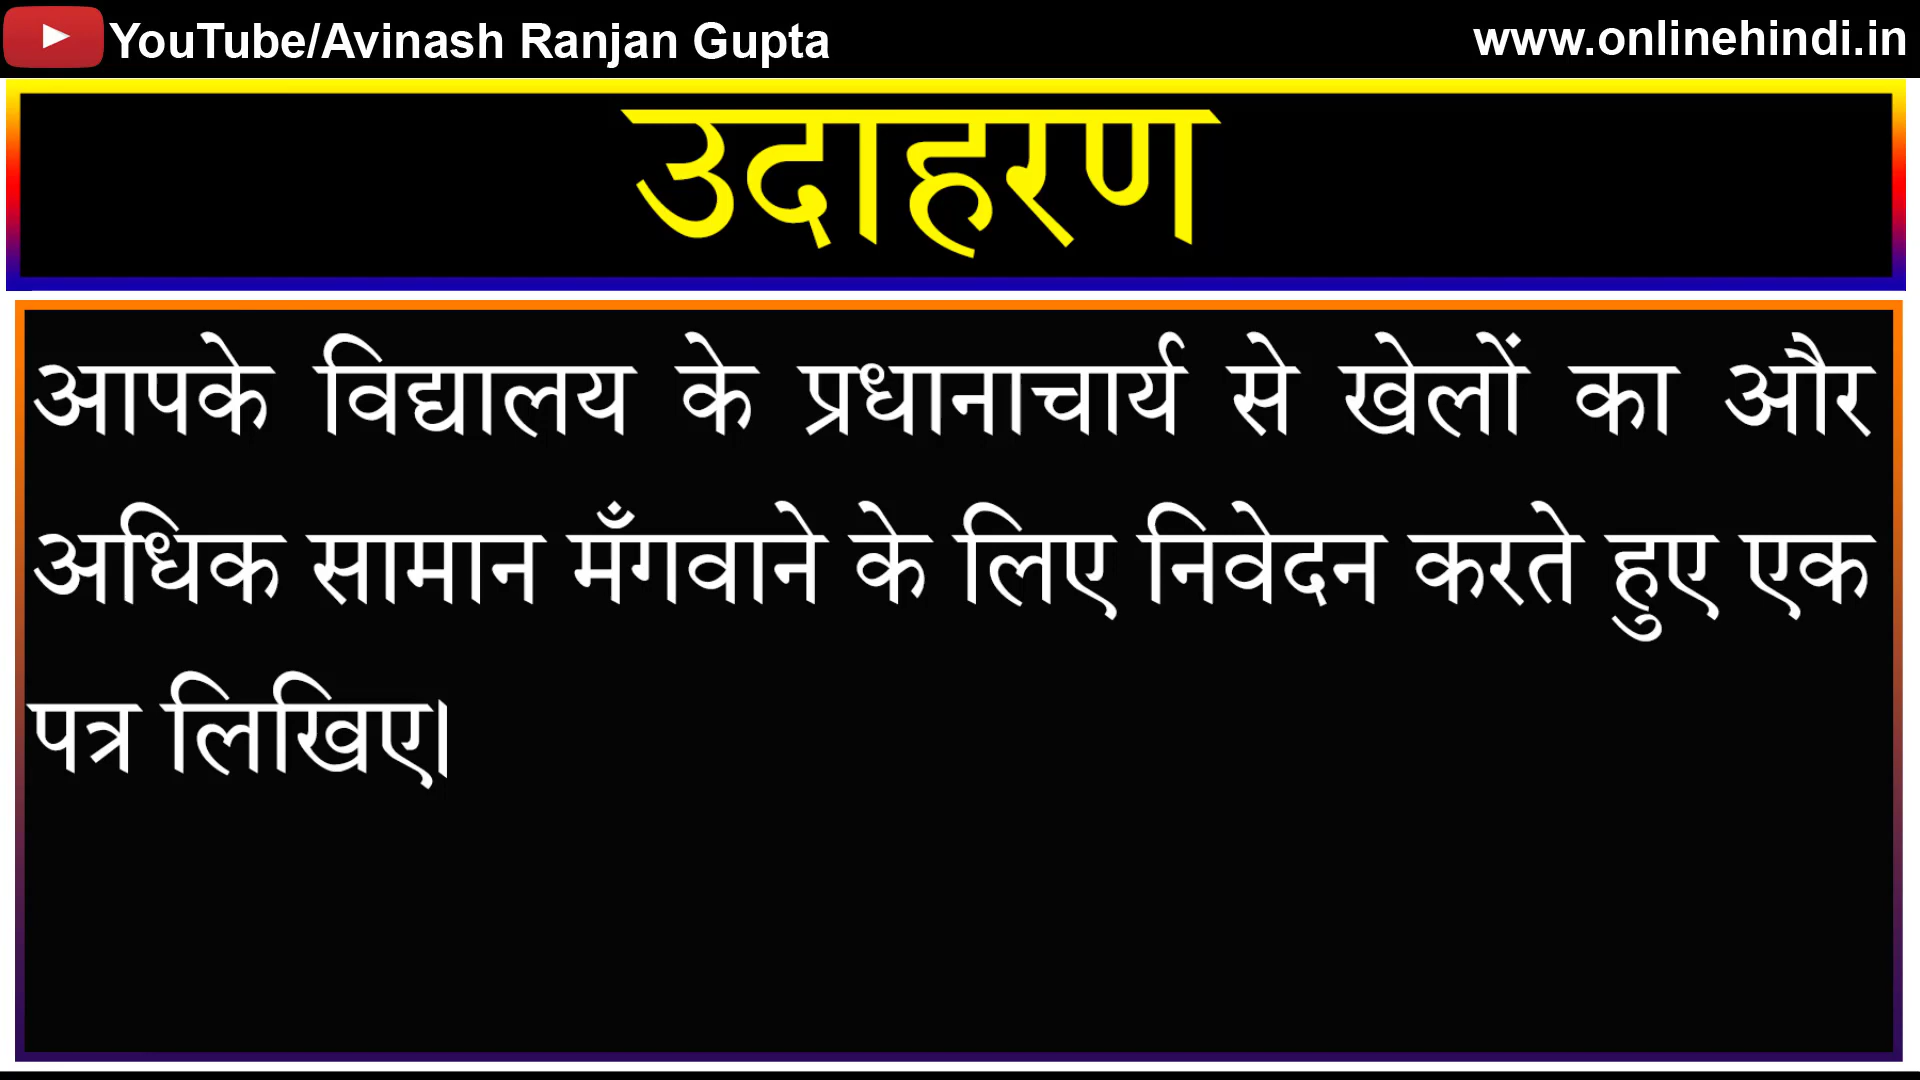 YouTube/Avinash Ranjan Gupta
www.onlinehindi.in
उदाहरण
आपके विद्यालय के प्रधानाचार्य से खेलों का और
अधिक सामान मँगवाने के लिए निवेदन करते हुए एक
पत्र लिखिए।